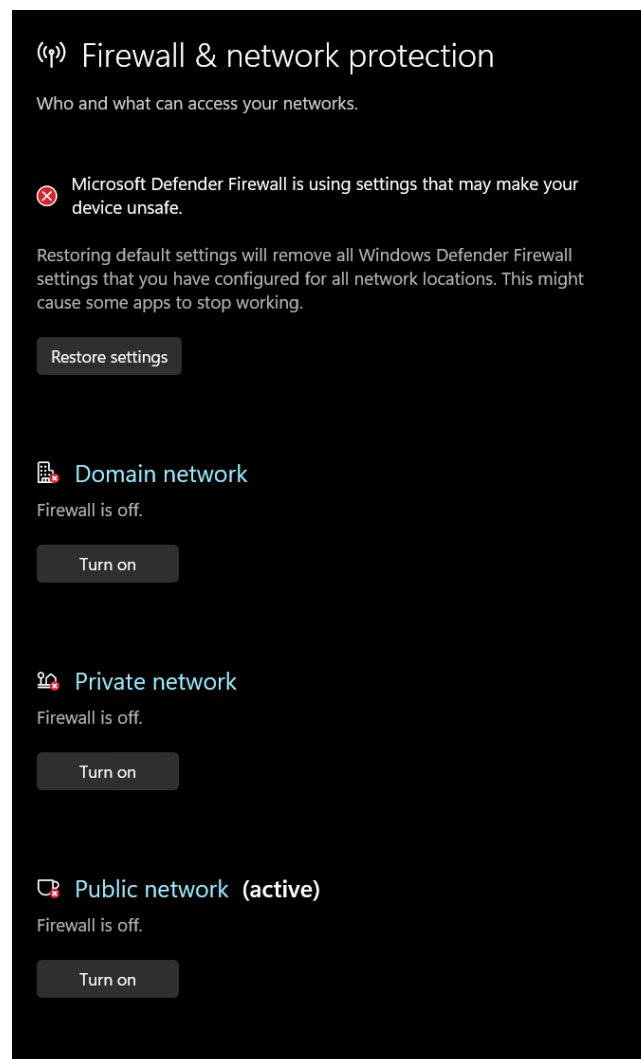 Firewall & network protection
Who and what can access your networks.
Microsoft Defender Firewall is using settings that may make your
device unsafe.
Restoring default settings will remove all Windows Defender Firewall
settings that you have configured for all network locations. This might
cause some apps to stop working.
Restore settings
Domain network
Firewall is off.
Turn on
Private network
Firewall is off.
Turn on
Public network (active)
Firewall is off.
Turn on